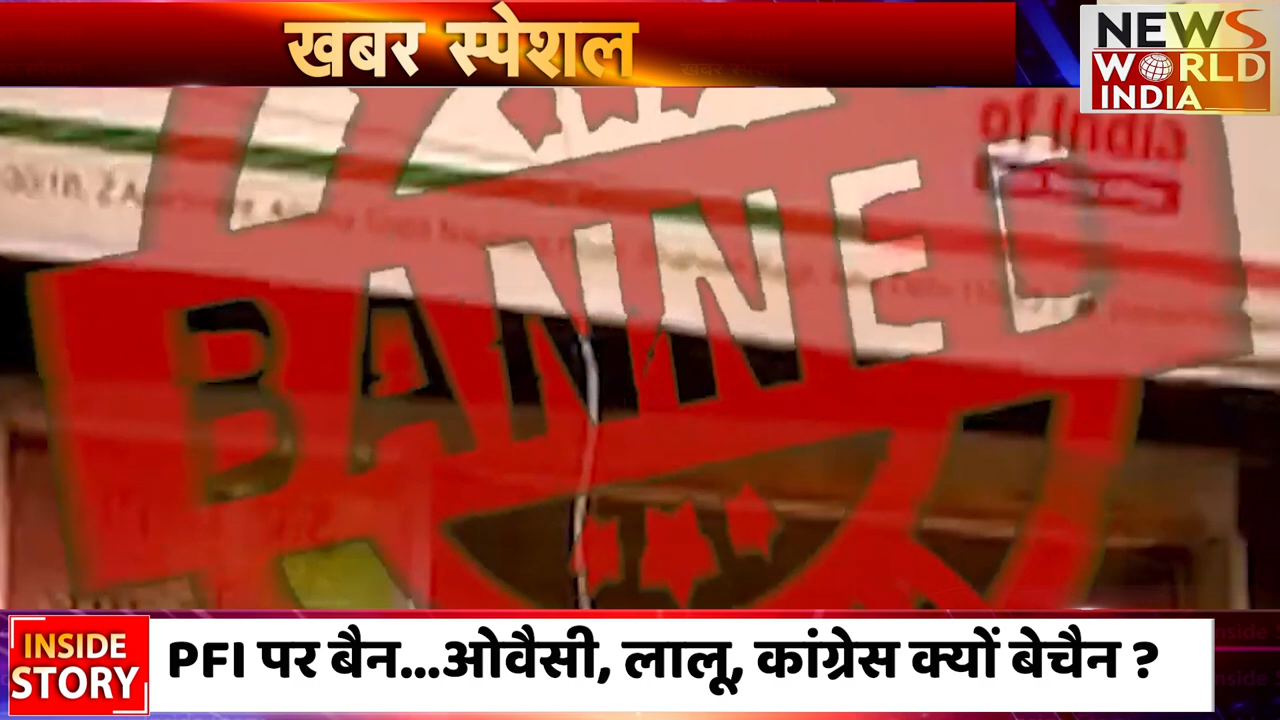 खबर स्पेशल
NEWS
WORLD
INDIA
of India
BANNED
INSIDE
STORY
PFI पर बैन...ओवैसी, लालू, कांग्रेस क्यों बेचैन ?